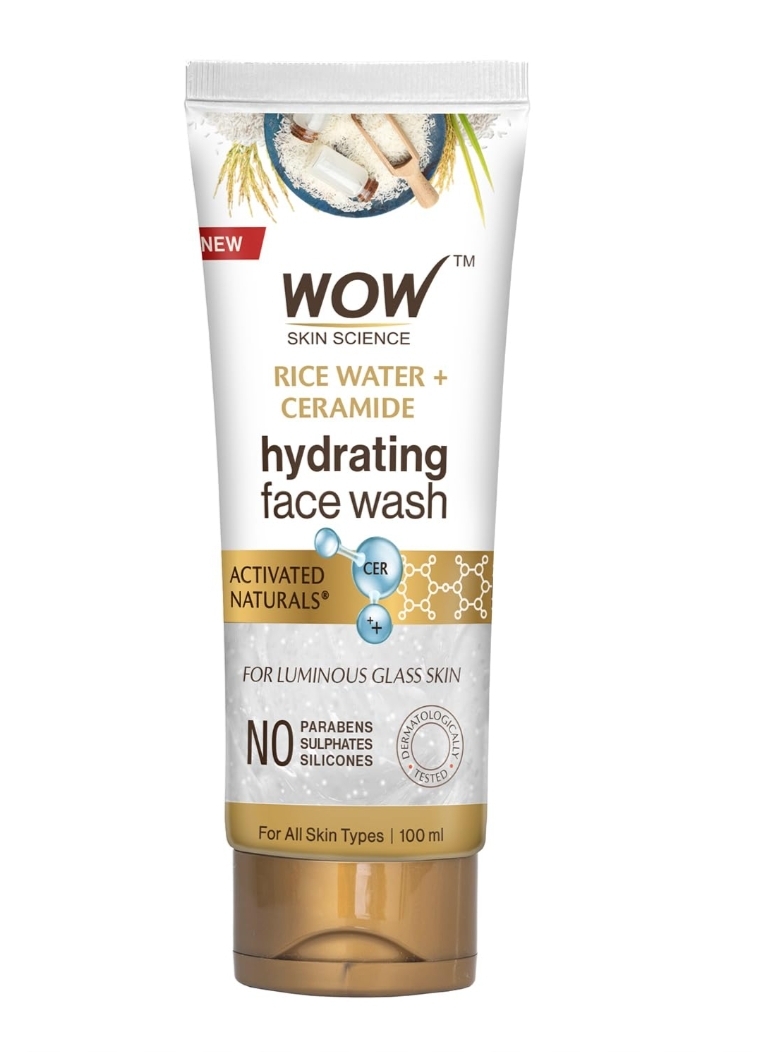 NEW
WOW™
SKIN SCIENCE
RICE WATER +
CERAMIDE
hydrating
face wash
ACTIVATED
NATURALS®
CER
++
FOR LUMINOUS GLASS SKIN
NO PARABENS
SULPHATES
SILICONES
DERMATOLOGICALLY
• TESTED •
For All Skin Types | 100 ml